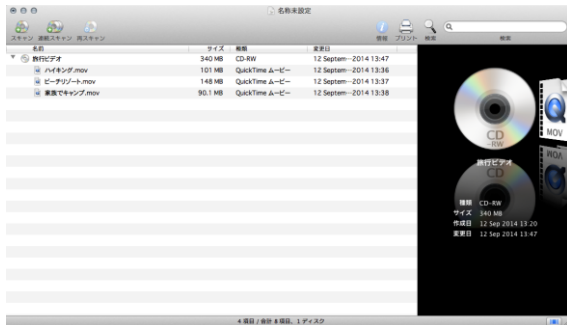 名称未設定
スキャン 連続スキャン 再スキャン 情報 プリント 検索 検索
名前 サイズ 種類 変更日
旅行ビデオ 340 MB CD-RW 12 Septem…2014 13:47
ハイキング.mov 101 MB QuickTime ムービー 12 Septem…2014 13:36
ビーチリゾート.mov 148 MB QuickTime ムービー 12 Septem…2014 13:37
家族でキャンプ.mov 90.1 MB QuickTime ムービー 12 Septem…2014 13:38
CD
-RW
MOV
旅行ビデオ
種類 CD-RW
サイズ 340 MB
作成日 12 Sep 2014 13:20
変更日 12 Sep 2014 13:47
4 項目 / 合計 8 項目、1 ディスク